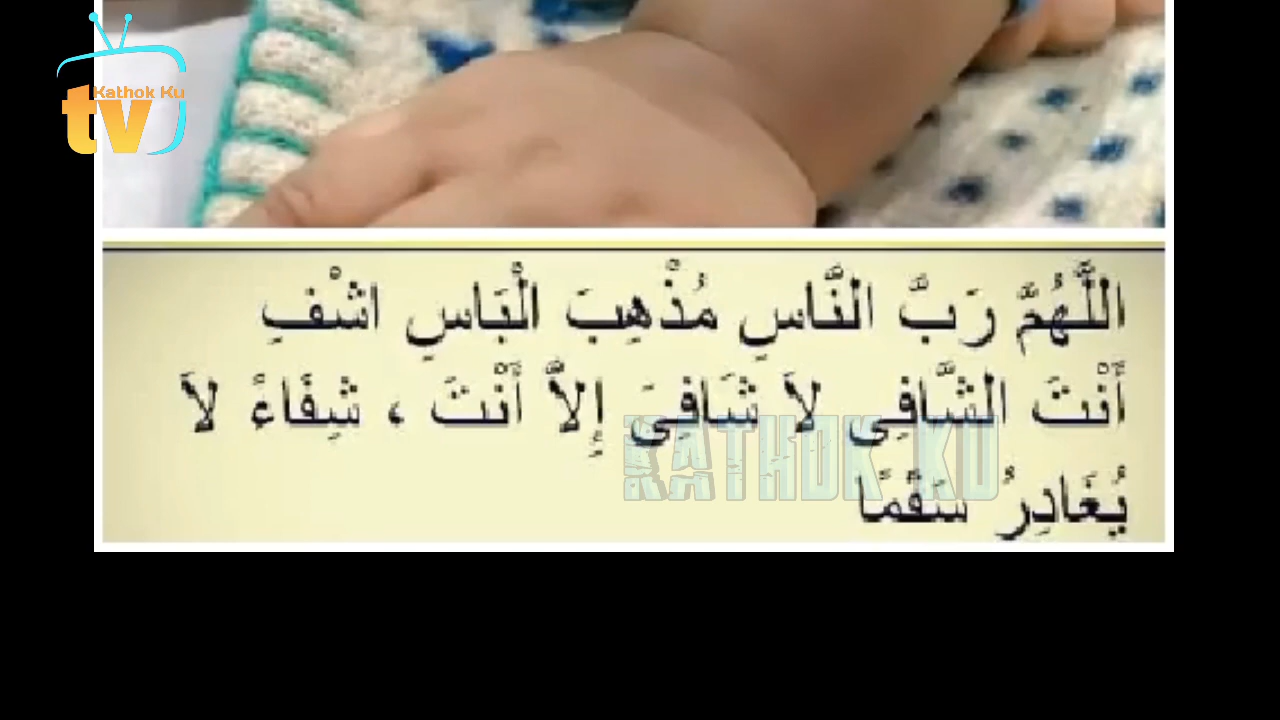 Kathok Ku
tv
اللَّهُمَّ رَبَّ النَّاسِ مُذْهِبَ الْبَاسِ اشْفِ
أَنْتَ الشَّافِى لاَ شَافِىَ إِلاَّ أَنْتَ ، شِفَاءً لاَ
KATHOK KU
يُغَادِرُ سَقَمًا